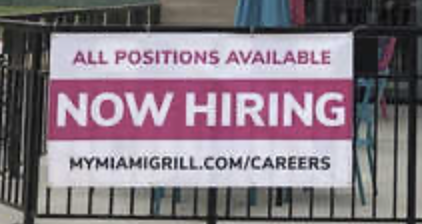 ALL POSITIONS AVAILABLE
NOW HIRING
MYMIAMIGRILL.COM/CAREERS